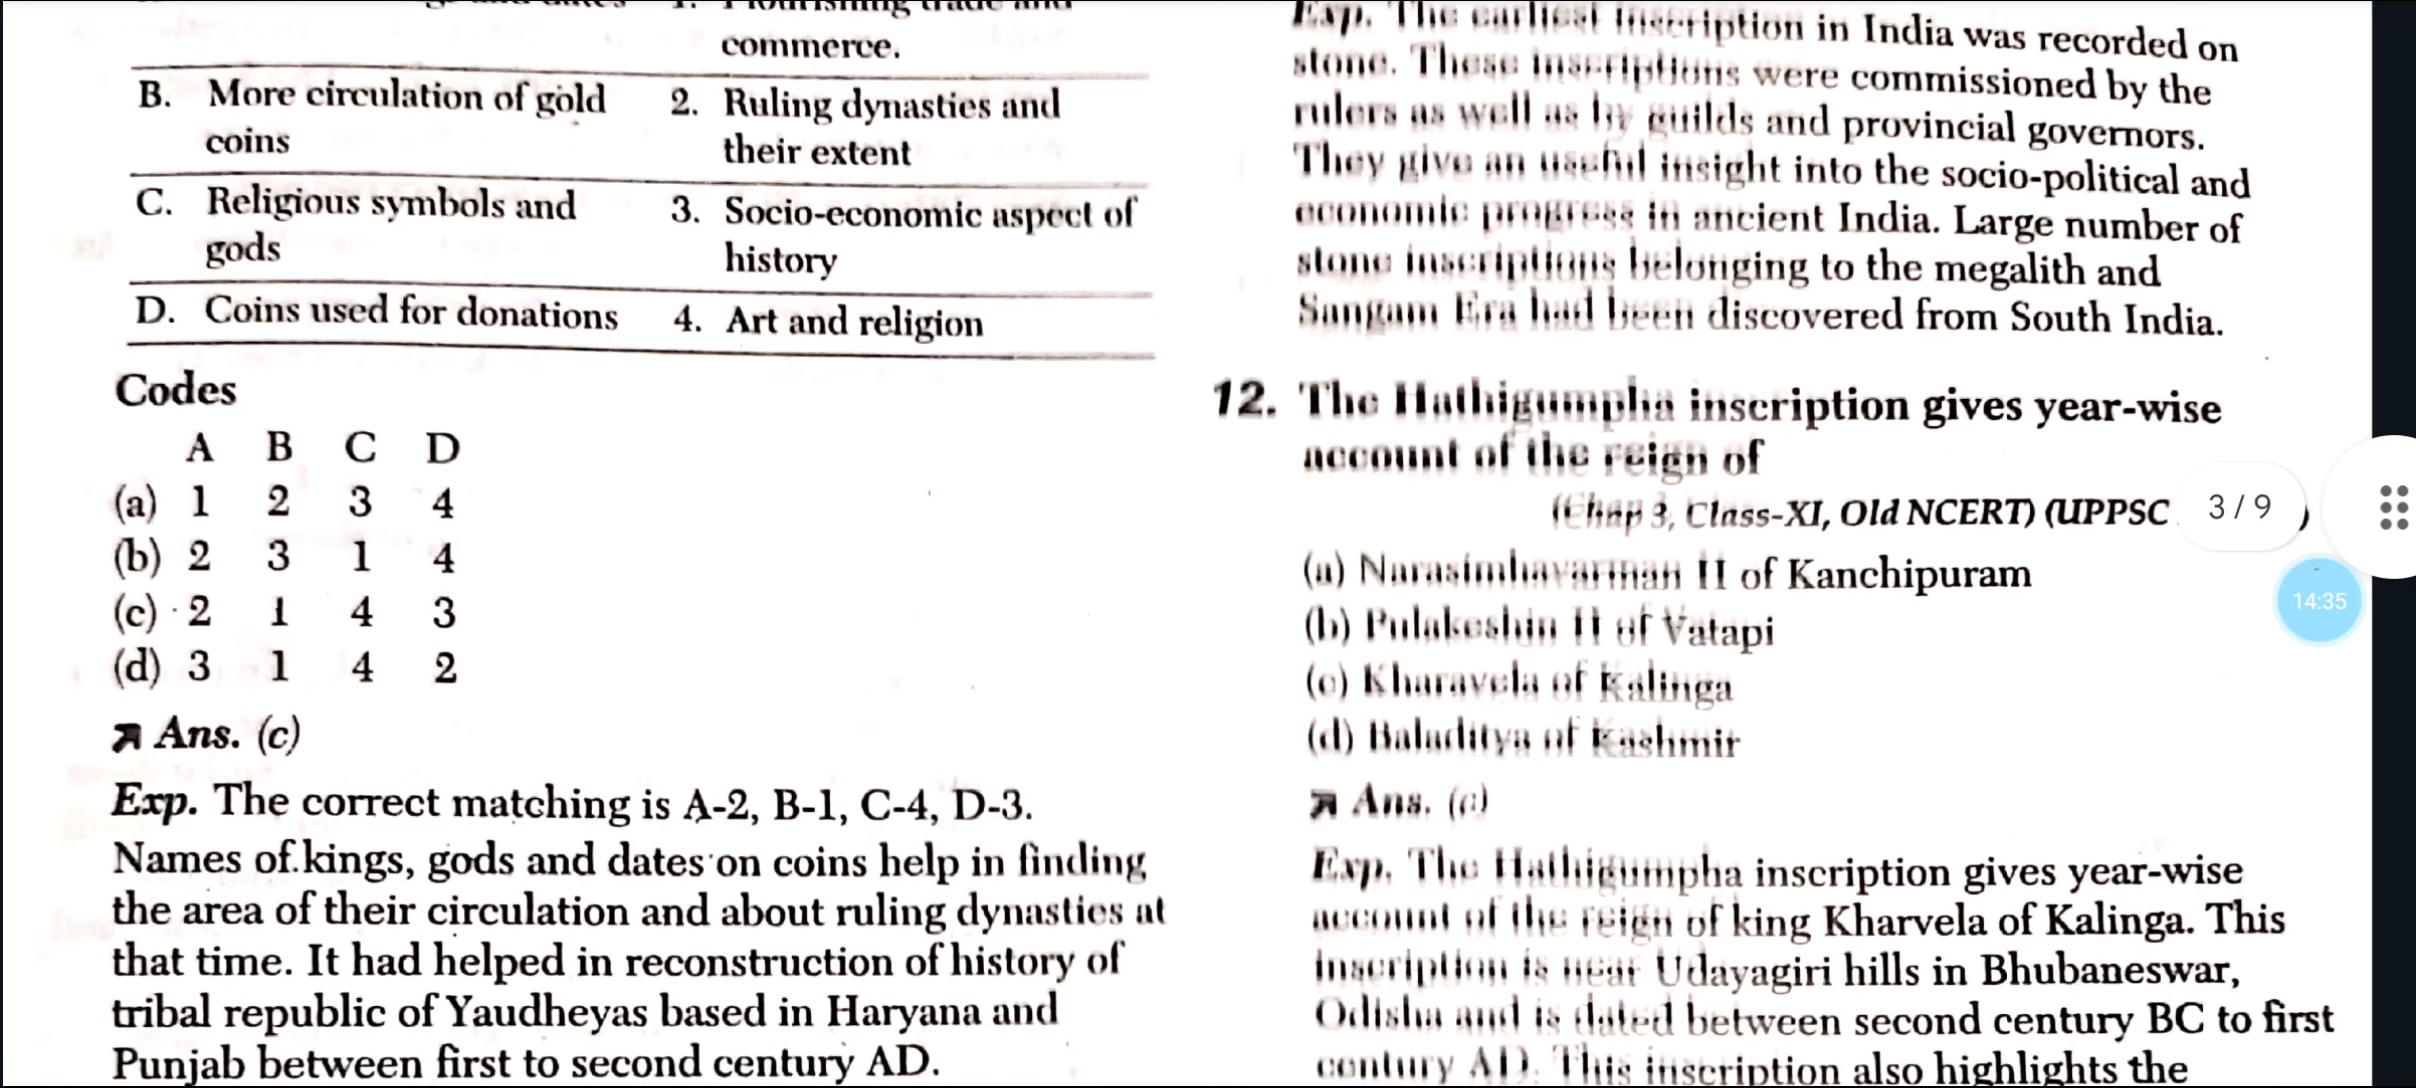 commerce.
B. More circulation of gold 2. Ruling dynasties and
coins their extent
C. Religious symbols and 3. Socio-economic aspect of
gods history
D. Coins used for donations 4. Art and religion
Codes
A B C D
(a) 1 2 3 4
(b) 2 3 1 4
(c) 2 1 4 3
(d) 3 1 4 2
Ans. (c)
Exp. The correct matching is A-2, B-1, C-4, D-3.
Names of kings, gods and dates on coins help in finding
the area of their circulation and about ruling dynasties at
that time. It had helped in reconstruction of history of
tribal republic of Yaudheyas based in Haryana and
Punjab between first to second century AD.
Exp. The earliest inscription in India was recorded on
stone. These inscriptions were commissioned by the
rulers as well as by guilds and provincial governors.
They give an useful insight into the socio-political and
economic progress in ancient India. Large number of
stone inscriptions belonging to the megalith and
Sangam Era had been discovered from South India.
12. The Hathigumpha inscription gives year-wise
account of the reign of
(Chap 3, Class-XI, Old NCERT) (UPPSC )
3 / 9
14:35
(a) Narasimhavarman II of Kanchipuram
(b) Pulakeshin II of Vatapi
(c) Kharavela of Kalinga
(d) Baladitya of Kashmir
Ans. (c)
Exp. The Hathigumpha inscription gives year-wise
account of the reign of king Kharvela of Kalinga. This
inscription is near Udayagiri hills in Bhubaneswar,
Odisha and is dated between second century BC to first
century AD. This inscription also highlights the